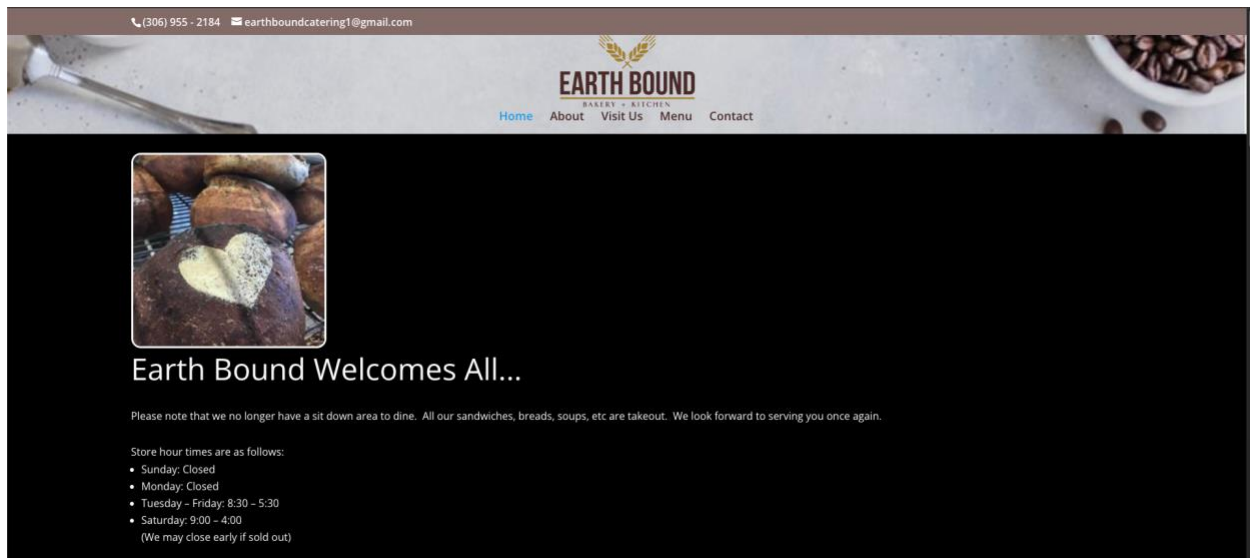 (306) 955 - 2184 earthboundcatering1@gmail.com
EARTH BOUND
BAKERY + KITCHEN
Home About Visit Us Menu Contact
Earth Bound Welcomes All...
Please note that we no longer have a sit down area to dine. All our sandwiches, breads, soups, etc are takeout. We look forward to serving you once again.
Store hour times are as follows:
• Sunday: Closed
• Monday: Closed
• Tuesday – Friday: 8:30 – 5:30
• Saturday: 9:00 – 4:00
(We may close early if sold out)